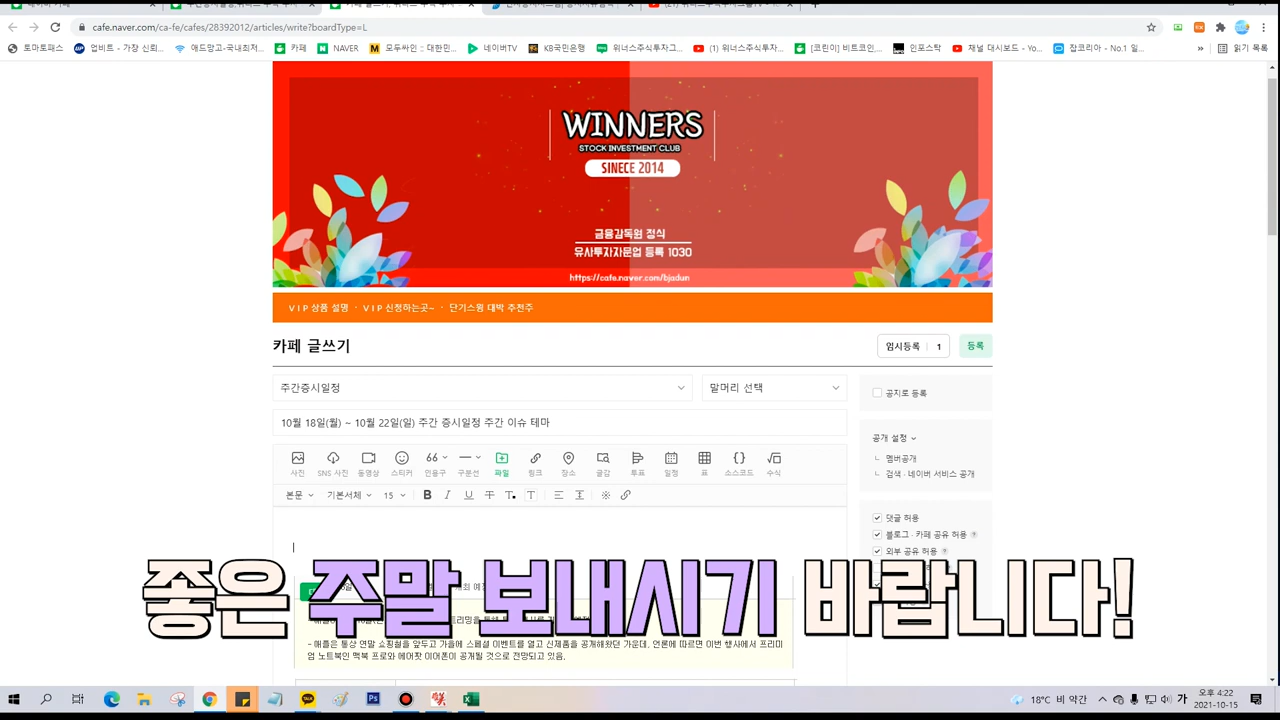 cafe.naver.com/ca-fe/cafes/28392012/articles/write?boardType=L
토마토패스 업비트 - 가장 신뢰... 애드망고-국내최저... 카페 NAVER 모두싸인 : 대한민... 네이버TV KB국민은행 위너스주식투자그... (1) 위너스주식투자... [코린이] 비트코인... 인포스탁 채널 대시보드 - Yo... 잡코리아 - No.1 일... » 읽기 목록
WINNERS
STOCK INVESTMENT CLUB
SINECE 2014
금융감독원 정식
유사투자자문업 등록 1030
https://cafe.naver.com/bjadun
V I P 상품 설명 · V I P 신청하는곳~ · 단기스윙 대박 추천주
카페 글쓰기
임시등록 1
등록
주간증시일정
말머리 선택
공지로 등록
10월 18일(월) ~ 10월 22일(일) 주간 증시일정 주간 이슈 테마
공개 설정
멤버공개
검색 · 네이버 서비스 공개
사진 SNS 사진 동영상 스티커 인용구 구분선 파일 링크 장소 글감 투표 일정 표 소스코드 수식
본문 기본서체 15 B I U T T T
댓글 허용
블로그 · 카페 공유 허용 ?
외부 공유 허용 ?
좋은 주말 보내시기 바랍니다!
- 애플은 통상 연말 쇼핑철을 앞두고 가을에 스페셜 이벤트를 열고 신제품을 공개해왔던 가운데, 언론에 따르면 이번 행사에서 프리미
엄 노트북인 맥북 프로와 에어팟 이어폰이 공개될 것으로 전망되고 있음.
18°C 비 약간
가
오후 4:22
2021-10-15